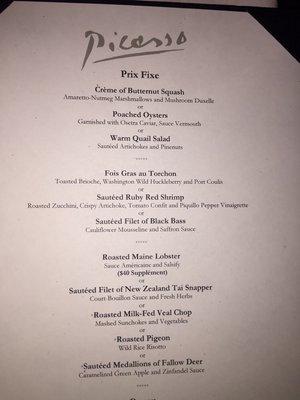 Picasso
Prix Fixe
Crème of Butternut Squash
Amaretto-Nutmeg Marshmallows and Mushroom Duxelle
or
Poached Oysters
Garnished with Osetra Caviar, Sauce Vermouth
or
Warm Quail Salad
Sautéed Artichokes and Pinenuts
*****
Fois Gras au Torchon
Toasted Brioche, Washington Wild Huckleberry and Port Coulis
or
Sautéed Ruby Red Shrimp
Roasted Zucchini, Crispy Artichoke, Tomato Confit and Piquillo Pepper Vinaigrette
or
Sautéed Filet of Black Bass
Cauliflower Mousseline and Saffron Sauce
*****
Roasted Maine Lobster
Sauce Américaine and Salsify
($40 Supplément)
or
Sautéed Filet of New Zealand Tai Snapper
Court-Bouillon Sauce and Fresh Herbs
or
Roasted Milk-Fed Veal Chop
Mashed Sunchokes and Vegetables
or
Roasted Pigeon
Wild Rice Risotto
or
Sautéed Medallions of Fallow Deer
Caramelized Green Apple and Zinfandel Sauce
*****